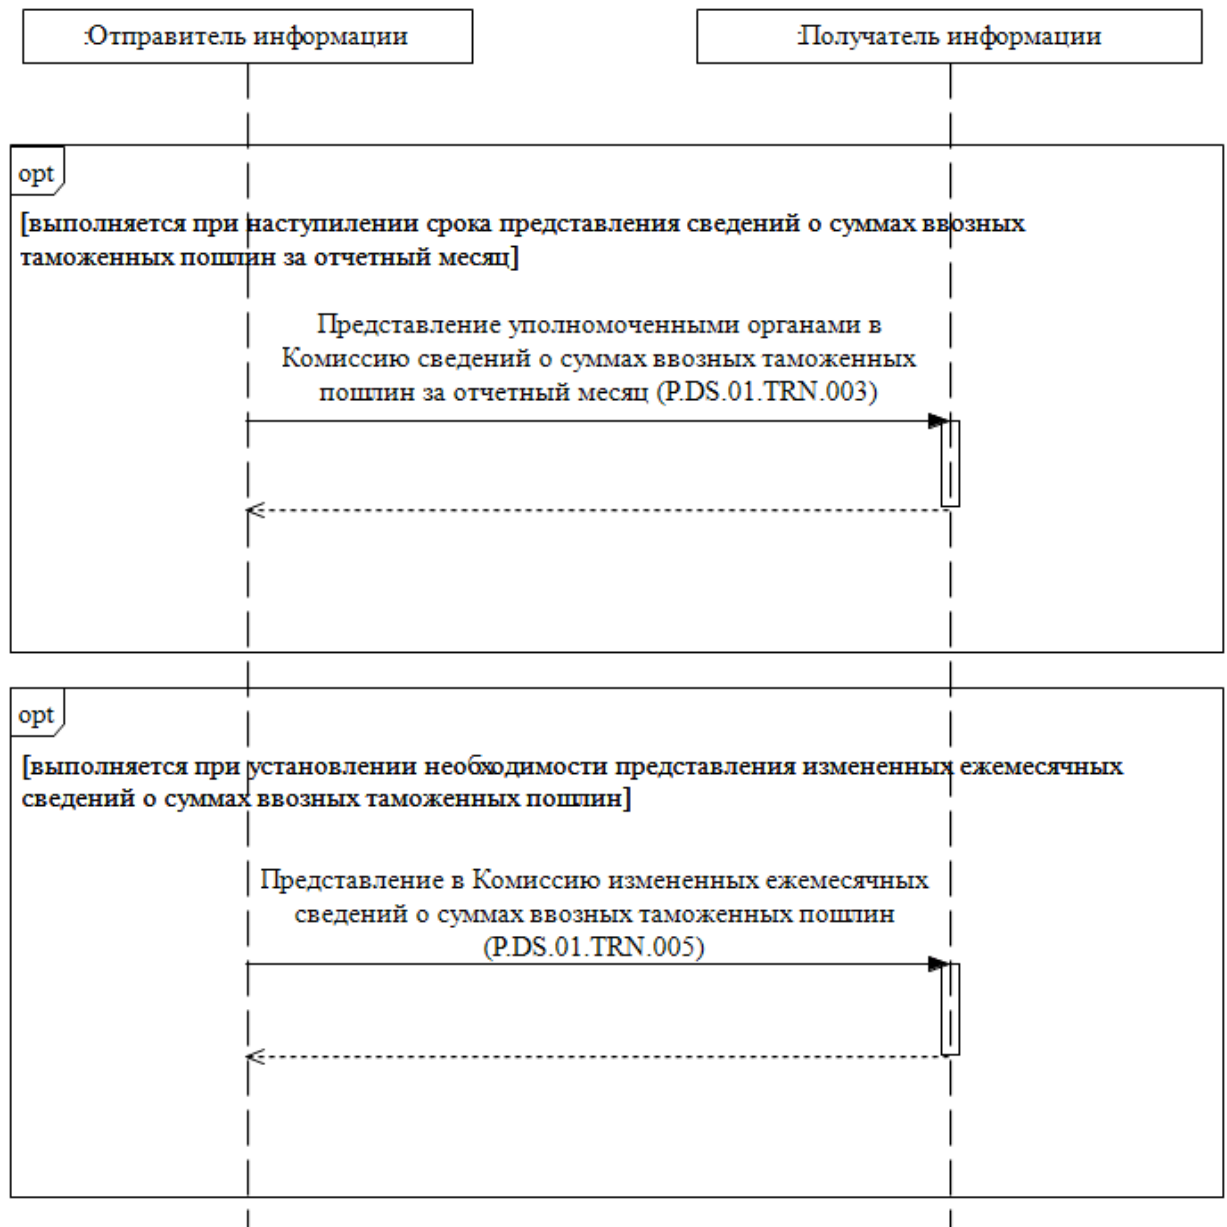 :Отправитель информации
:Получатель информации
opt
[выполняется при наступилении срока представления сведений о суммах ввозных
таможенных пошлин за отчетный месяц]
Представление уполномоченными органами в
Комиссию сведений о суммах ввозных таможенных
пошлин за отчетный месяц (P.DS.01.TRN.003)
opt
[выполняется при установлении необходимости представления измененных ежемесячных
сведений о суммах ввозных таможенных пошлин]
Представление в Комиссию измененных ежемесячных
сведений о суммах ввозных таможенных пошлин
(P.DS.01.TRN.005)